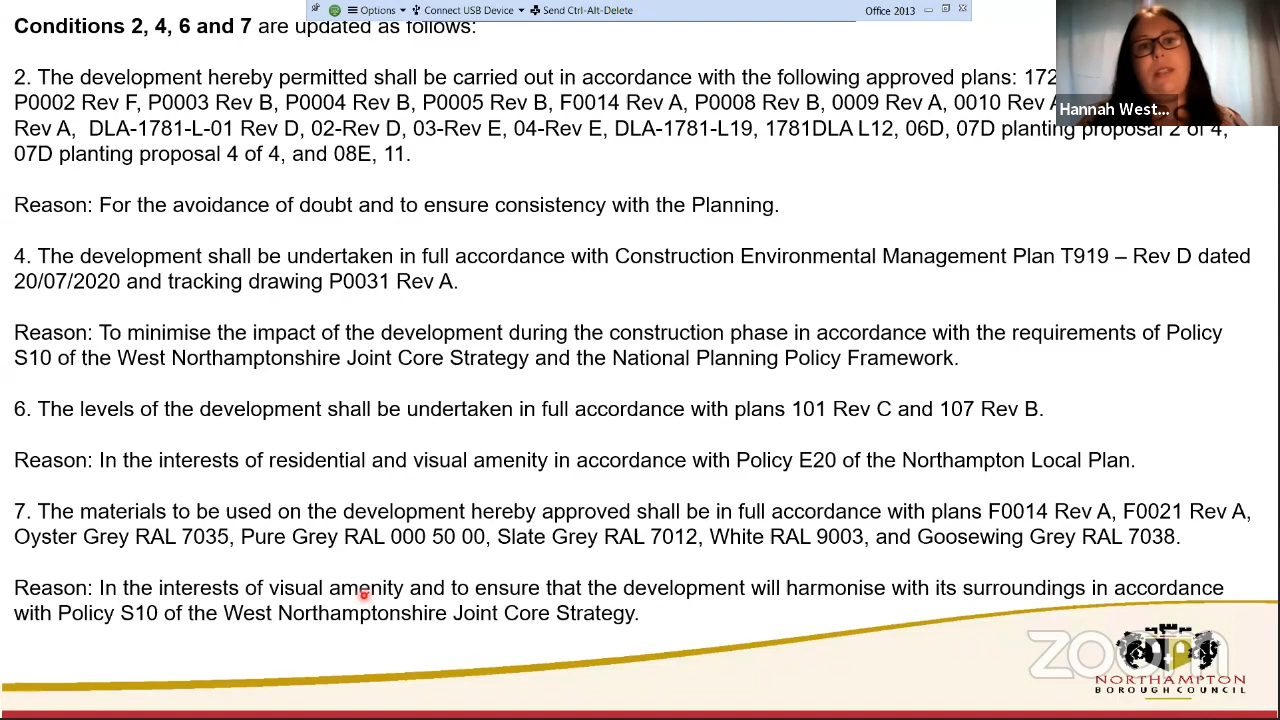 Options
Connect USB Device
Send Ctrl-Alt-Delete
Office 2013
Conditions 2, 4, 6 and 7 are updated as follows:
2. The development hereby permitted shall be carried out in accordance with the following approved plans: 172
P0002 Rev F, P0003 Rev B, P0004 Rev B, P0005 Rev B, F0014 Rev A, P0008 Rev B, 0009 Rev A, 0010 Rev A
Hannah West...
Rev A, DLA-1781-L-01 Rev D, 02-Rev D, 03-Rev E, 04-Rev E, DLA-1781-L19, 1781DLA L12, 06D, 07D planting proposal 2 of 4,
07D planting proposal 4 of 4, and 08E, 11.
Reason: For the avoidance of doubt and to ensure consistency with the Planning.
4. The development shall be undertaken in full accordance with Construction Environmental Management Plan T919 – Rev D dated
20/07/2020 and tracking drawing P0031 Rev A.
Reason: To minimise the impact of the development during the construction phase in accordance with the requirements of Policy
S10 of the West Northamptonshire Joint Core Strategy and the National Planning Policy Framework.
6. The levels of the development shall be undertaken in full accordance with plans 101 Rev C and 107 Rev B.
Reason: In the interests of residential and visual amenity in accordance with Policy E20 of the Northampton Local Plan.
7. The materials to be used on the development hereby approved shall be in full accordance with plans F0014 Rev A, F0021 Rev A,
Oyster Grey RAL 7035, Pure Grey RAL 000 50 00, Slate Grey RAL 7012, White RAL 9003, and Goosewing Grey RAL 7038.
Reason: In the interests of visual amenity and to ensure that the development will harmonise with its surroundings in accordance
with Policy S10 of the West Northamptonshire Joint Core Strategy.
zoom
NORTHAMPTON
BOROUGH COUNCIL